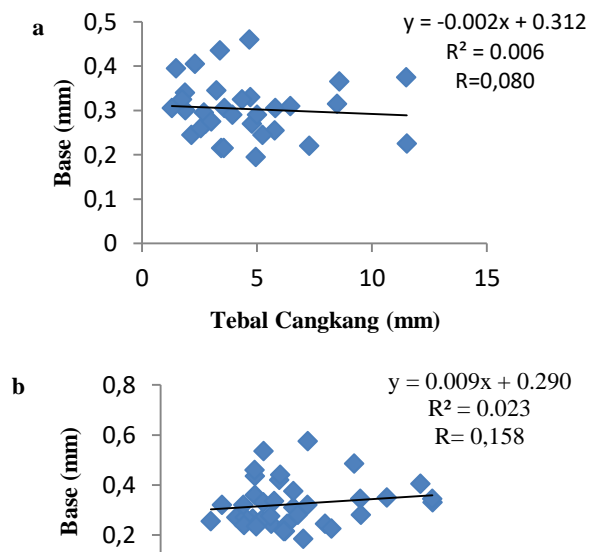 a
y = -0.002x + 0.312
R² = 0.006
R=0,080
Base (mm)
0,5
0,4
0,3
0,2
0,1
0
0 5 10 15
Tebal Cangkang (mm)
b
y = 0.009x + 0.290
R² = 0.023
R= 0,158
Base (mm)
0,8
0,6
0,4
0,2